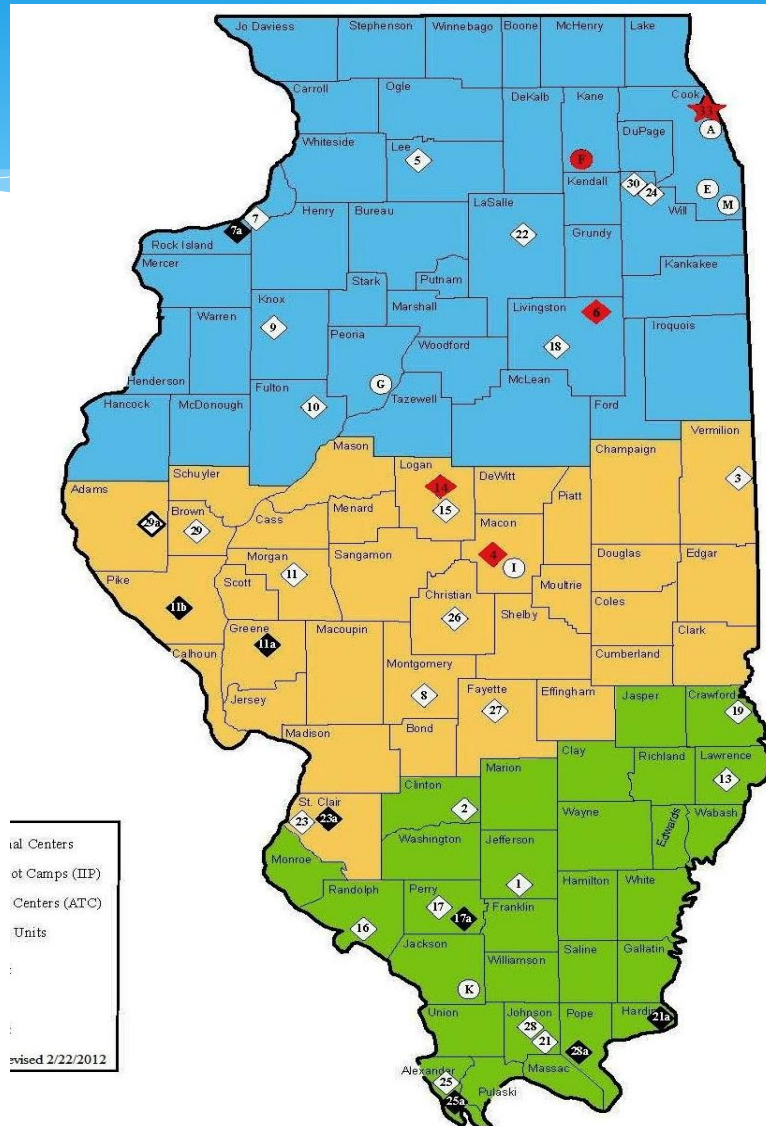 Jo Daviess
Stephenson
Winnebago
Boone
McHenry
Lake
Carroll
Ogle
DeKalb
Kane
Cook
33
A
Whiteside
Lee
5
DuPage
F
Kendall
30
24
E
M
Will
Rock Island
7a
7
Henry
Bureau
LaSalle
22
Grundy
Mercer
Putnam
Stark
Kankakee
Knox
9
Marshall
Livingston
6
18
Warren
Peoria
Woodford
Iroquois
Henderson
G
McLean
Fulton
10
Tazewell
Hancock
McDonough
Ford
Mason
Vermilion
Champaign
3
Adams
Schuyler
Logan
14
15
DeWitt
Piatt
29a
Brown
29
Cass
Menard
Macon
4
I
Morgan
11
Sangamon
Douglas
Edgar
Pike
11b
Scott
Christian
26
Moultrie
Coles
Shelby
Greene
11a
Macoupin
Clark
Calhoun
Montgomery
8
Cumberland
Jersey
Fayette
27
Effingham
Jasper
Crawford
19
Madison
Bond
Clay
Richland
Lawrence
13
Marion
Clinton
2
St. Clair
23
23a
Wayne
Edwards
Wabash
Washington
Jefferson
1
Monroe
Randolph
16
Perry
17
17a
Hamilton
White
Franklin
Jackson
K
Williamson
Saline
Gallatin
Union
Johnson
28
21
Pope
28a
Hardin
21a
Massac
Alexander
25
25a
Pulaski
nal Centers
ot Camps (IIP)
Centers (ATC)
Units
:
:
evised 2/22/2012